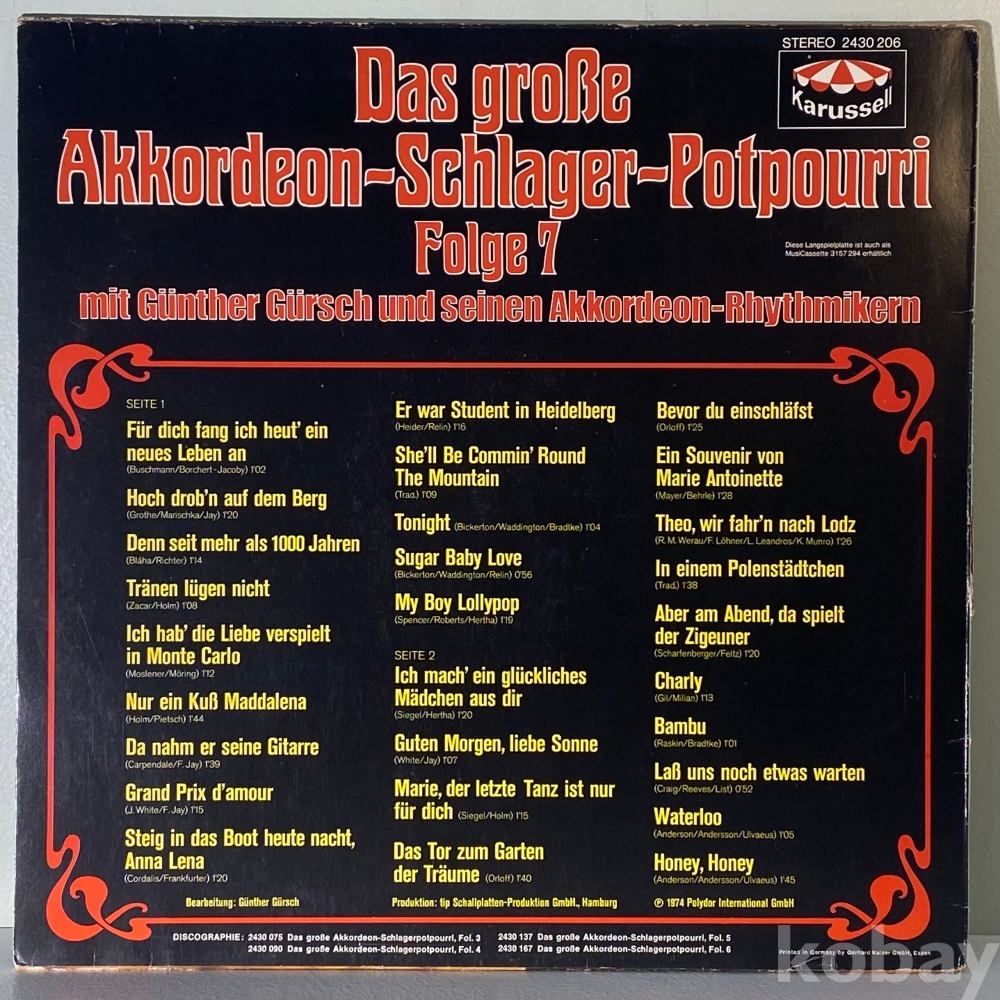 STEREO 2430 206
Karussell
Das große
Akkordeon-Schlager-Potpourri
Folge 7
Diese Langspielplatte ist auch als
MusiCassette 3157 294 erhältlich
mit Günther Gürsch und seinen Akkordeon-Rhythmikern
SEITE 1
Für dich fang ich heut' ein
neues Leben an
(Buschmann/Borchert-Jacoby) 1'02
Hoch drob'n auf dem Berg
(Grothe/Marischka/Jay) 1'20
Denn seit mehr als 1000 Jahren
(Bláha/Richter) 1'14
Tränen lügen nicht
(Zacar/Holm) 1'08
Ich hab' die Liebe verspielt
in Monte Carlo
(Moslener/Möring) 1'12
Nur ein Kuß Maddalena
(Holm/Pietsch) 1'44
Da nahm er seine Gitarre
(Carpendale/F. Jay) 1'39
Grand Prix d'amour
(J. White/F. Jay) 1'15
Steig in das Boot heute nacht,
Anna Lena
(Cordalis/Frankfurter) 1'20
Er war Student in Heidelberg
(Heider/Relin) 1'16
She'll Be Commin' Round
The Mountain
(Trad.) 1'09
Tonight (Bickerton/Waddington/Bradtke) 1'04
Sugar Baby Love
(Bickerton/Waddington/Relin) 0'56
My Boy Lollypop
(Spencer/Roberts/Hertha) 1'19
SEITE 2
Ich mach' ein glückliches
Mädchen aus dir
(Siegel/Hertha) 1'20
Guten Morgen, liebe Sonne
(White/Jay) 1'07
Marie, der letzte Tanz ist nur
für dich (Siegel/Holm) 1'15
Das Tor zum Garten
der Träume (Orloff) 1'40
Bevor du einschläfst
(Orloff) 1'25
Ein Souvenir von
Marie Antoinette
(Mayer/Behrle) 1'28
Theo, wir fahr'n nach Lodz
(R. M. Werau/F. Löhner/L. Leandros/K. Munro) 1'26
In einem Polenstädtchen
(Trad.) 1'38
Aber am Abend, da spielt
der Zigeuner
(Scharfenberger/Feltz) 1'20
Charly
(Gil/Milian) 1'13
Bambu
(Raskin/Bradtke) 1'01
Laß uns noch etwas warten
(Craig/Reeves/List) 0'52
Waterloo
(Anderson/Andersson/Ulvaeus) 1'05
Honey, Honey
(Anderson/Andersson/Ulvaeus) 1'45
Bearbeitung: Günther Gürsch
Produktion: tip Schallplatten-Produktion GmbH., Hamburg
℗ 1974 Polydor International GmbH
DISCOGRAPHIE: 2430 075 Das große Akkordeon-Schlagerpotpourri, Fol. 3
2430 090 Das große Akkordeon-Schlagerpotpourri, Fol. 4
2430 137 Das große Akkordeon-Schlagerpotpourri, Fol. 5
2430 167 Das große Akkordeon-Schlagerpotpourri, Fol. 6
Printed in Germany by Gerhard Kaiser GmbH, Essen
kobay